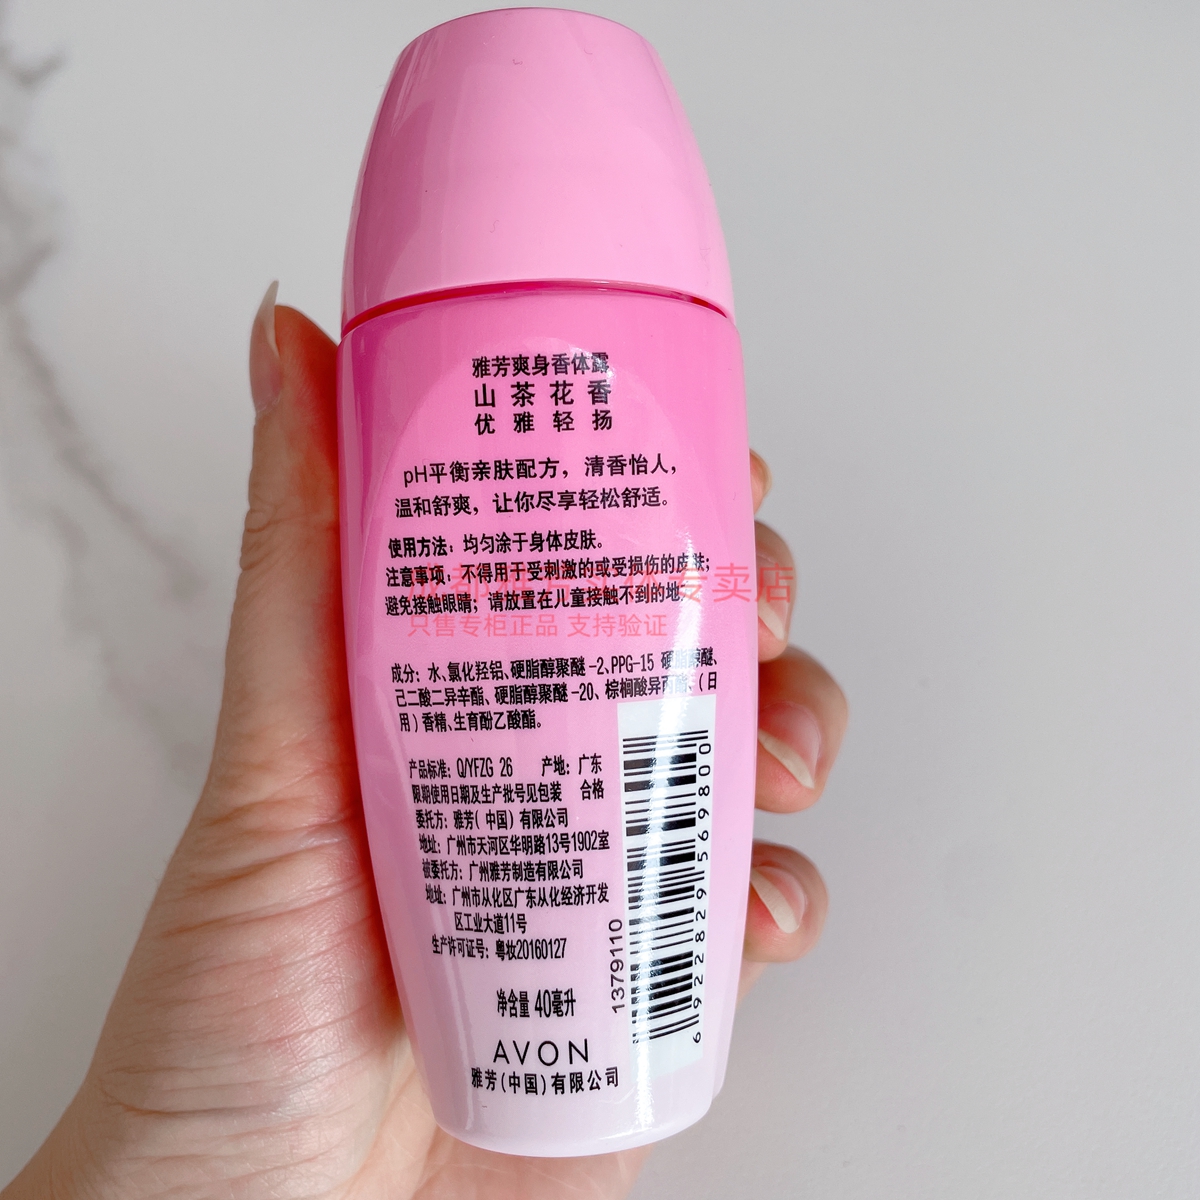 雅芳爽身香体露
山茶花香
优雅轻扬
pH平衡亲肤配方，清香怡人，
温和舒爽，让你尽享轻松舒适。
使用方法：均匀涂于身体皮肤。
注意事项：不得用于受刺激的或受损伤的皮肤；
避免接触眼睛；请放置在儿童接触不到的地
专卖店
只售专柜正品 支持验证
成分：水、氯化羟铝、硬脂醇聚醚-2、PPG-15 硬脂醇醚、
己二酸二异辛酯、硬脂醇聚醚-20、棕榈酸异丙酯、（日
用）香精、生育酚乙酸酯。
产品标准：Q/YFZG 26 产地：广东
限期使用日期及生产批号见包装 合格
委托方：雅芳（中国）有限公司
地址：广州市天河区华明路13号1902室
被委托方：广州雅芳制造有限公司
地址：广州市从化区广东从化经济开发
区工业大道11号
生产许可证号：粤妆20160127
净含量 40毫升
AVON
雅芳（中国）有限公司
1379110
6922829569800